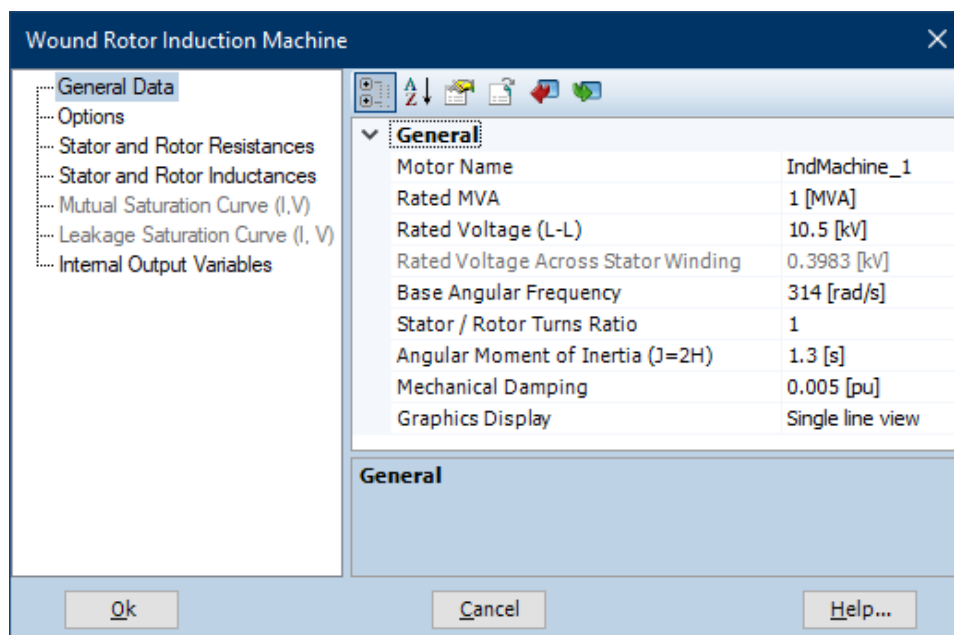 Wound Rotor Induction Machine
General Data
Options
Stator and Rotor Resistances
Stator and Rotor Inductances
Mutual Saturation Curve (I,V)
Leakage Saturation Curve (I, V)
Internal Output Variables
General
Motor Name IndMachine_1
Rated MVA 1 [MVA]
Rated Voltage (L-L) 10.5 [kV]
Rated Voltage Across Stator Winding 0.3983 [kV]
Base Angular Frequency 314 [rad/s]
Stator / Rotor Turns Ratio 1
Angular Moment of Inertia (J=2H) 1.3 [s]
Mechanical Damping 0.005 [pu]
Graphics Display Single line view
General
Ok Cancel Help...